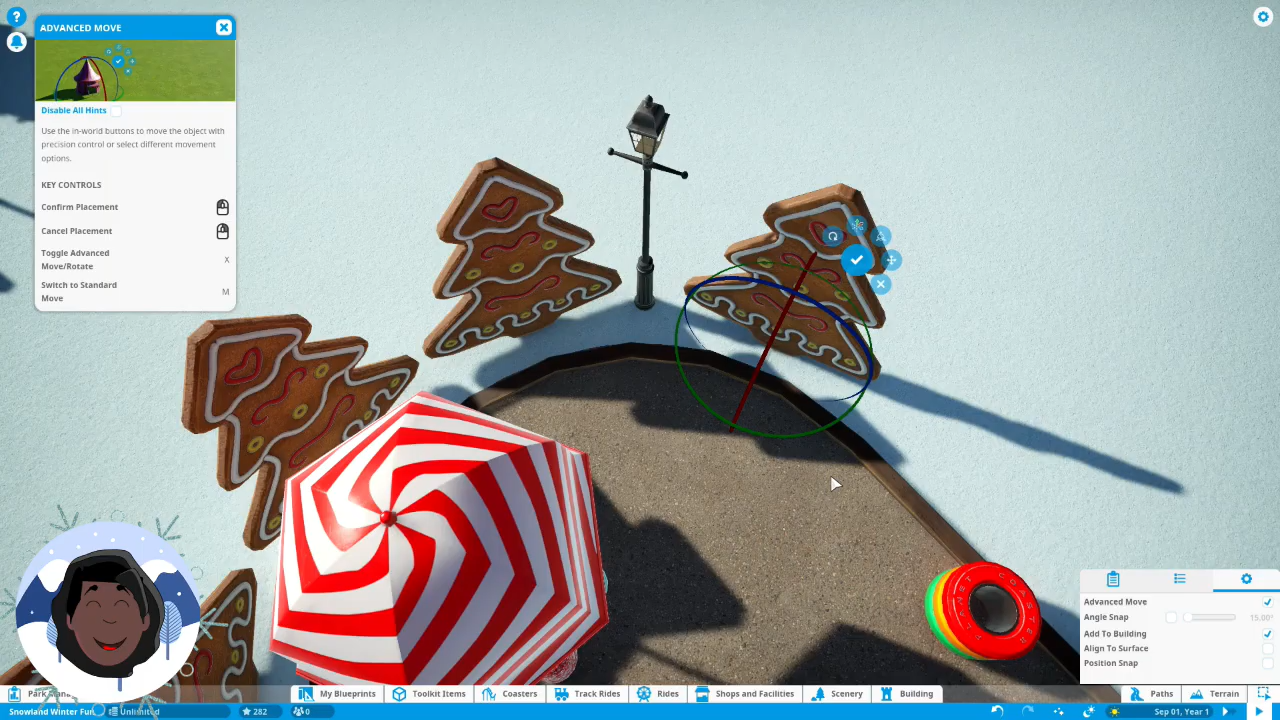 ?
ADVANCED MOVE
Disable All Hints
Use the in-world buttons to move the object with
precision control or select different movement
options.
KEY CONTROLS
Confirm Placement
Cancel Placement
Toggle Advanced
Move/Rotate
X
Switch to Standard
Move
M
Advanced Move
Angle Snap
15.00°
Add To Building
Align To Surface
Position Snap
Park
My Blueprints
Toolkit Items
Coasters
Track Rides
Rides
Shops and Facilities
Scenery
Building
Paths
Terrain
Snowland Winter Fun
Unlimited
282
0
Sep 01, Year 1
PLANET COASTER